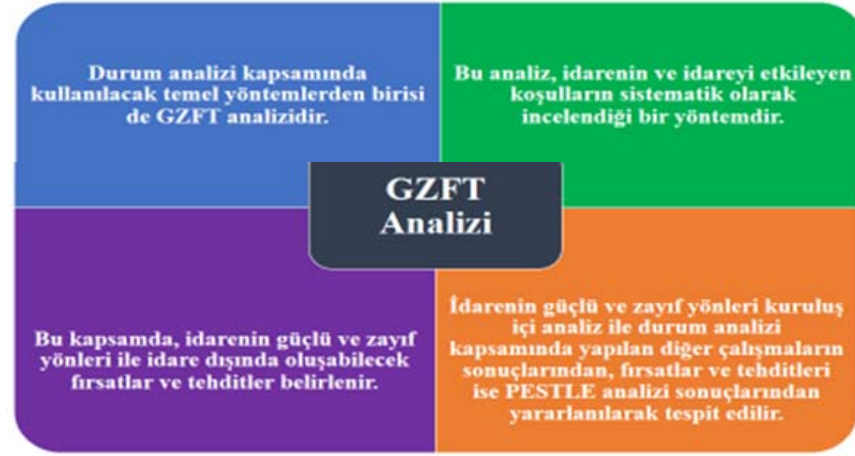 Durum analizi kapsamında
kullanılacak temel yöntemlerden birisi
de GZFT analizidir.
Bu analiz, idarenin ve idareyi etkileyen
koşulların sistematik olarak
incelendiği bir yöntemdir.
GZFT
Analizi
Bu kapsamda, idarenin güçlü ve zayıf
yönleri ile idare dışında oluşabilecek
fırsatlar ve tehditler belirlenir.
İdarenin güçlü ve zayıf yönleri kuruluş
içi analiz ile durum analizi
kapsamında yapılan diğer çalışmaların
sonuçlarından, fırsatlar ve tehditleri
ise PESTLE analizi sonuçlarından
yararlanılarak tespit edilir.